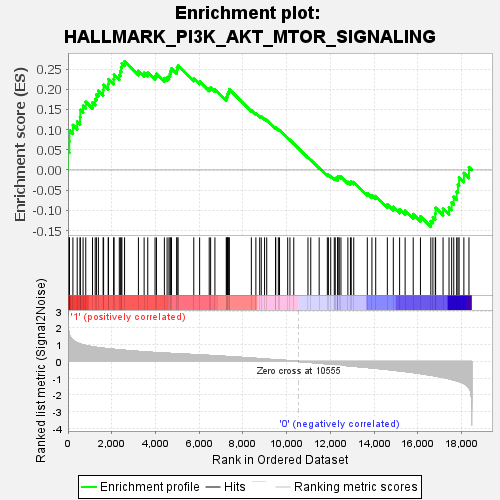 Enrichment plot:
HALLMARK_PI3K_AKT_MTOR_SIGNALING
Enrichment score (ES)
0.25
0.20
0.15
0.10
0.05
0.00
-0.05
-0.10
-0.15
Ranked list metric (Signal2Noise)
3
2
1
0
-1
-2
-3
-4
'1' (positively correlated)
Zero cross at 10555
'0' (negatively correlated)
0
2,000
4,000
6,000
8,000
10,000
12,000
14,000
16,000
18,000
Rank in Ordered Dataset
Enrichment profile
Hits
Ranking metric scores